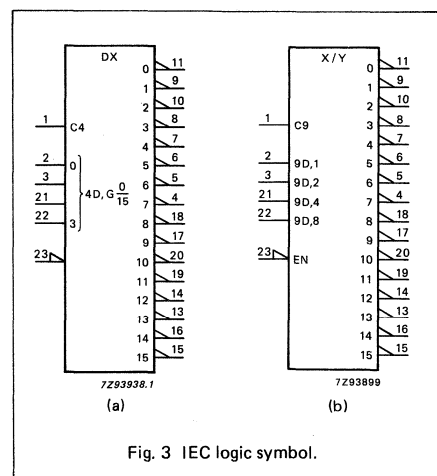 DX
1 C4
2 0
3
21
22 3
4D, G 0/15
23
0 11
1 9
2 10
3 8
4 7
5 6
6 5
7 4
8 18
9 17
10 20
11 19
12 14
13 13
14 16
15 15
7Z93938.1
(a)
X/Y
1 C9
2 9D,1
3 9D,2
21 9D,4
22 9D,8
23 EN
0 11
1 9
2 10
3 8
4 7
5 6
6 5
7 4
8 18
9 17
10 20
11 19
12 14
13 13
14 16
15 15
7Z93899
(b)
Fig. 3 IEC logic symbol.